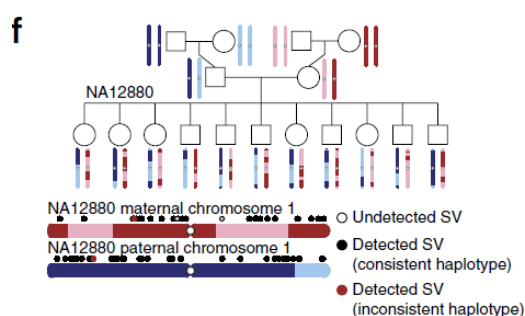 f
NA12880
NA12880 maternal chromosome 1
NA12880 paternal chromosome 1
Undetected SV
Detected SV
(consistent haplotype)
Detected SV
(inconsistent haplotype)